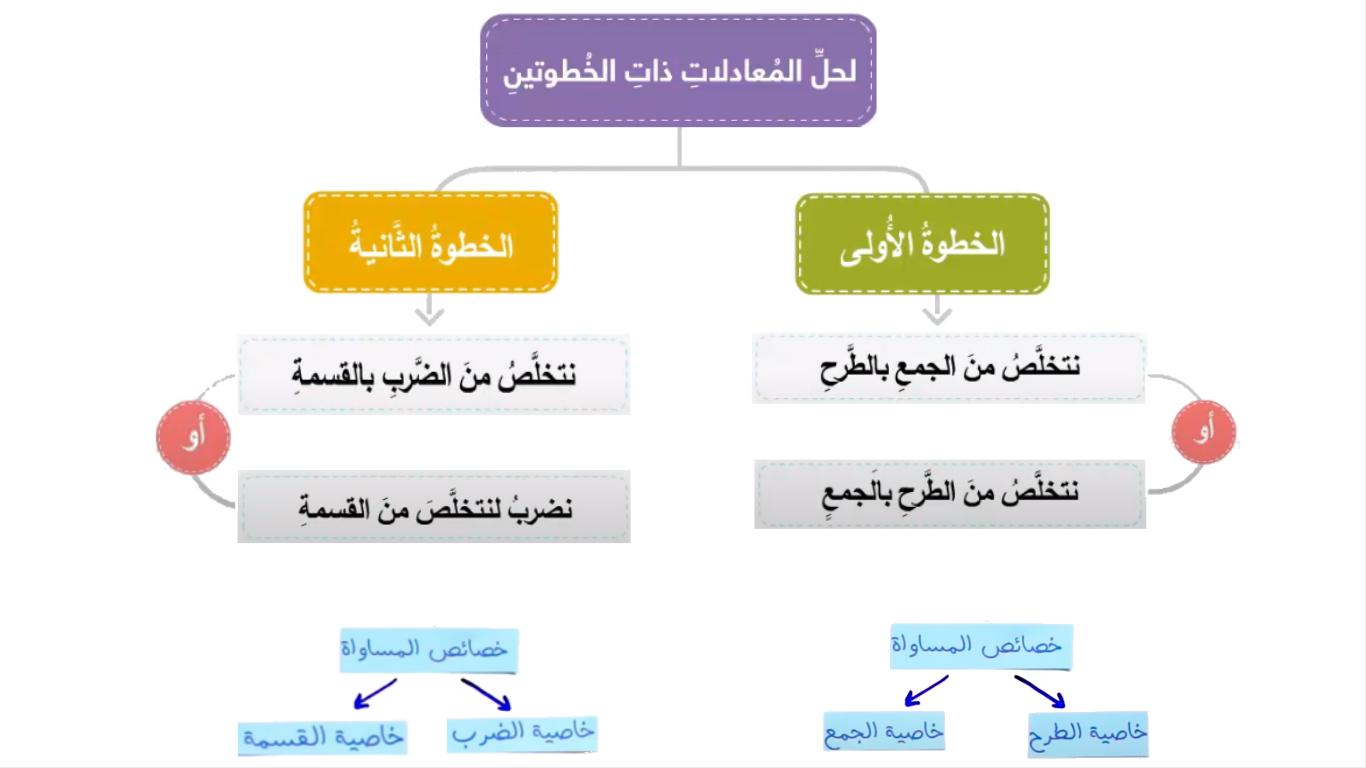 لحلِّ المُعادلاتِ ذاتِ الخُطوتينِ
الخطوةُ الأُولى
نتخلَّصُ منَ الجمعِ بالطَّرحِ
أو
نتخلَّصُ منَ الطَّرحِ بالَجمعٍ
خصائص المساواة
خاصية الطرح
خاصية الجمع
الخطوةُ الثَّانيةُ
نتخلَّصُ منَ الضَّربِ بالقسمةِ
أو
نضربُ لنتخلَّصَ منَ القسمةِ
خصائص المساواة
خاصية الضرب
خاصية القسمة